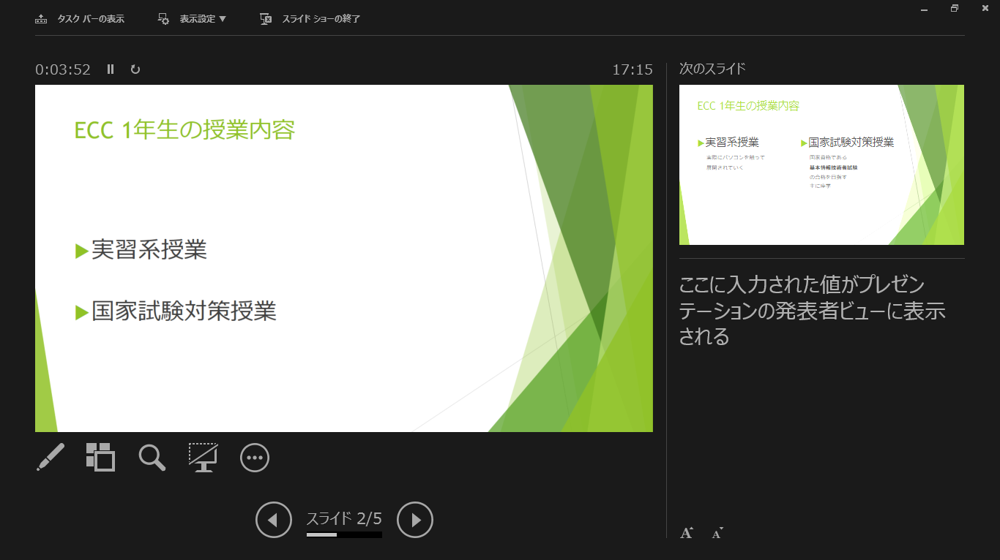 タスク バーの表示
表示設定 ▼
スライド ショーの終了
0:03:52
17:15
ECC 1年生の授業内容
▶実習系授業
▶国家試験対策授業
スライド 2/5
次のスライド
ECC 1年生の授業内容
▶実習系授業
実際にパソコンを触って
展開されていく
▶国家試験対策授業
国家資格である
基本情報技術者試験
の合格を目指す
主に座学
ここに入力された値がプレゼン
テーションの発表者ビューに表示
される
A A